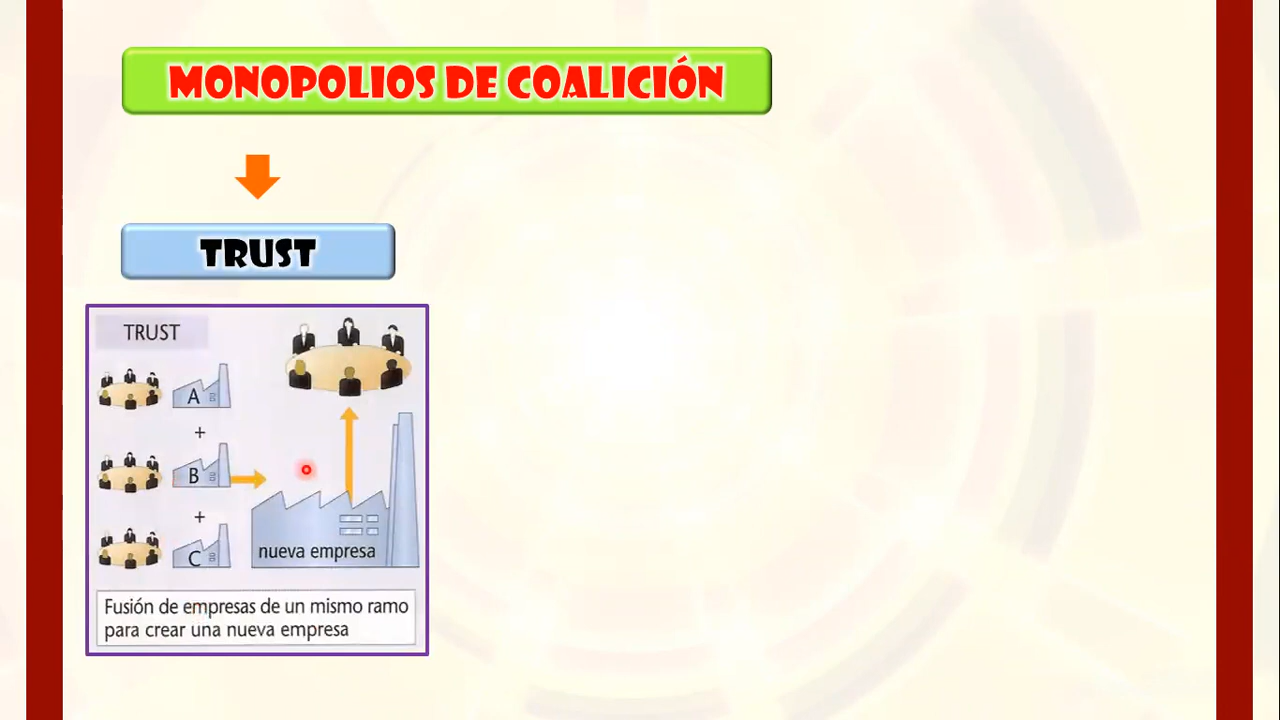 MONOPOLIOS DE COALICIÓN
TRUST
TRUST
A
+
B
+
C
nueva empresa
Fusión de empresas de un mismo ramo
para crear una nueva empresa